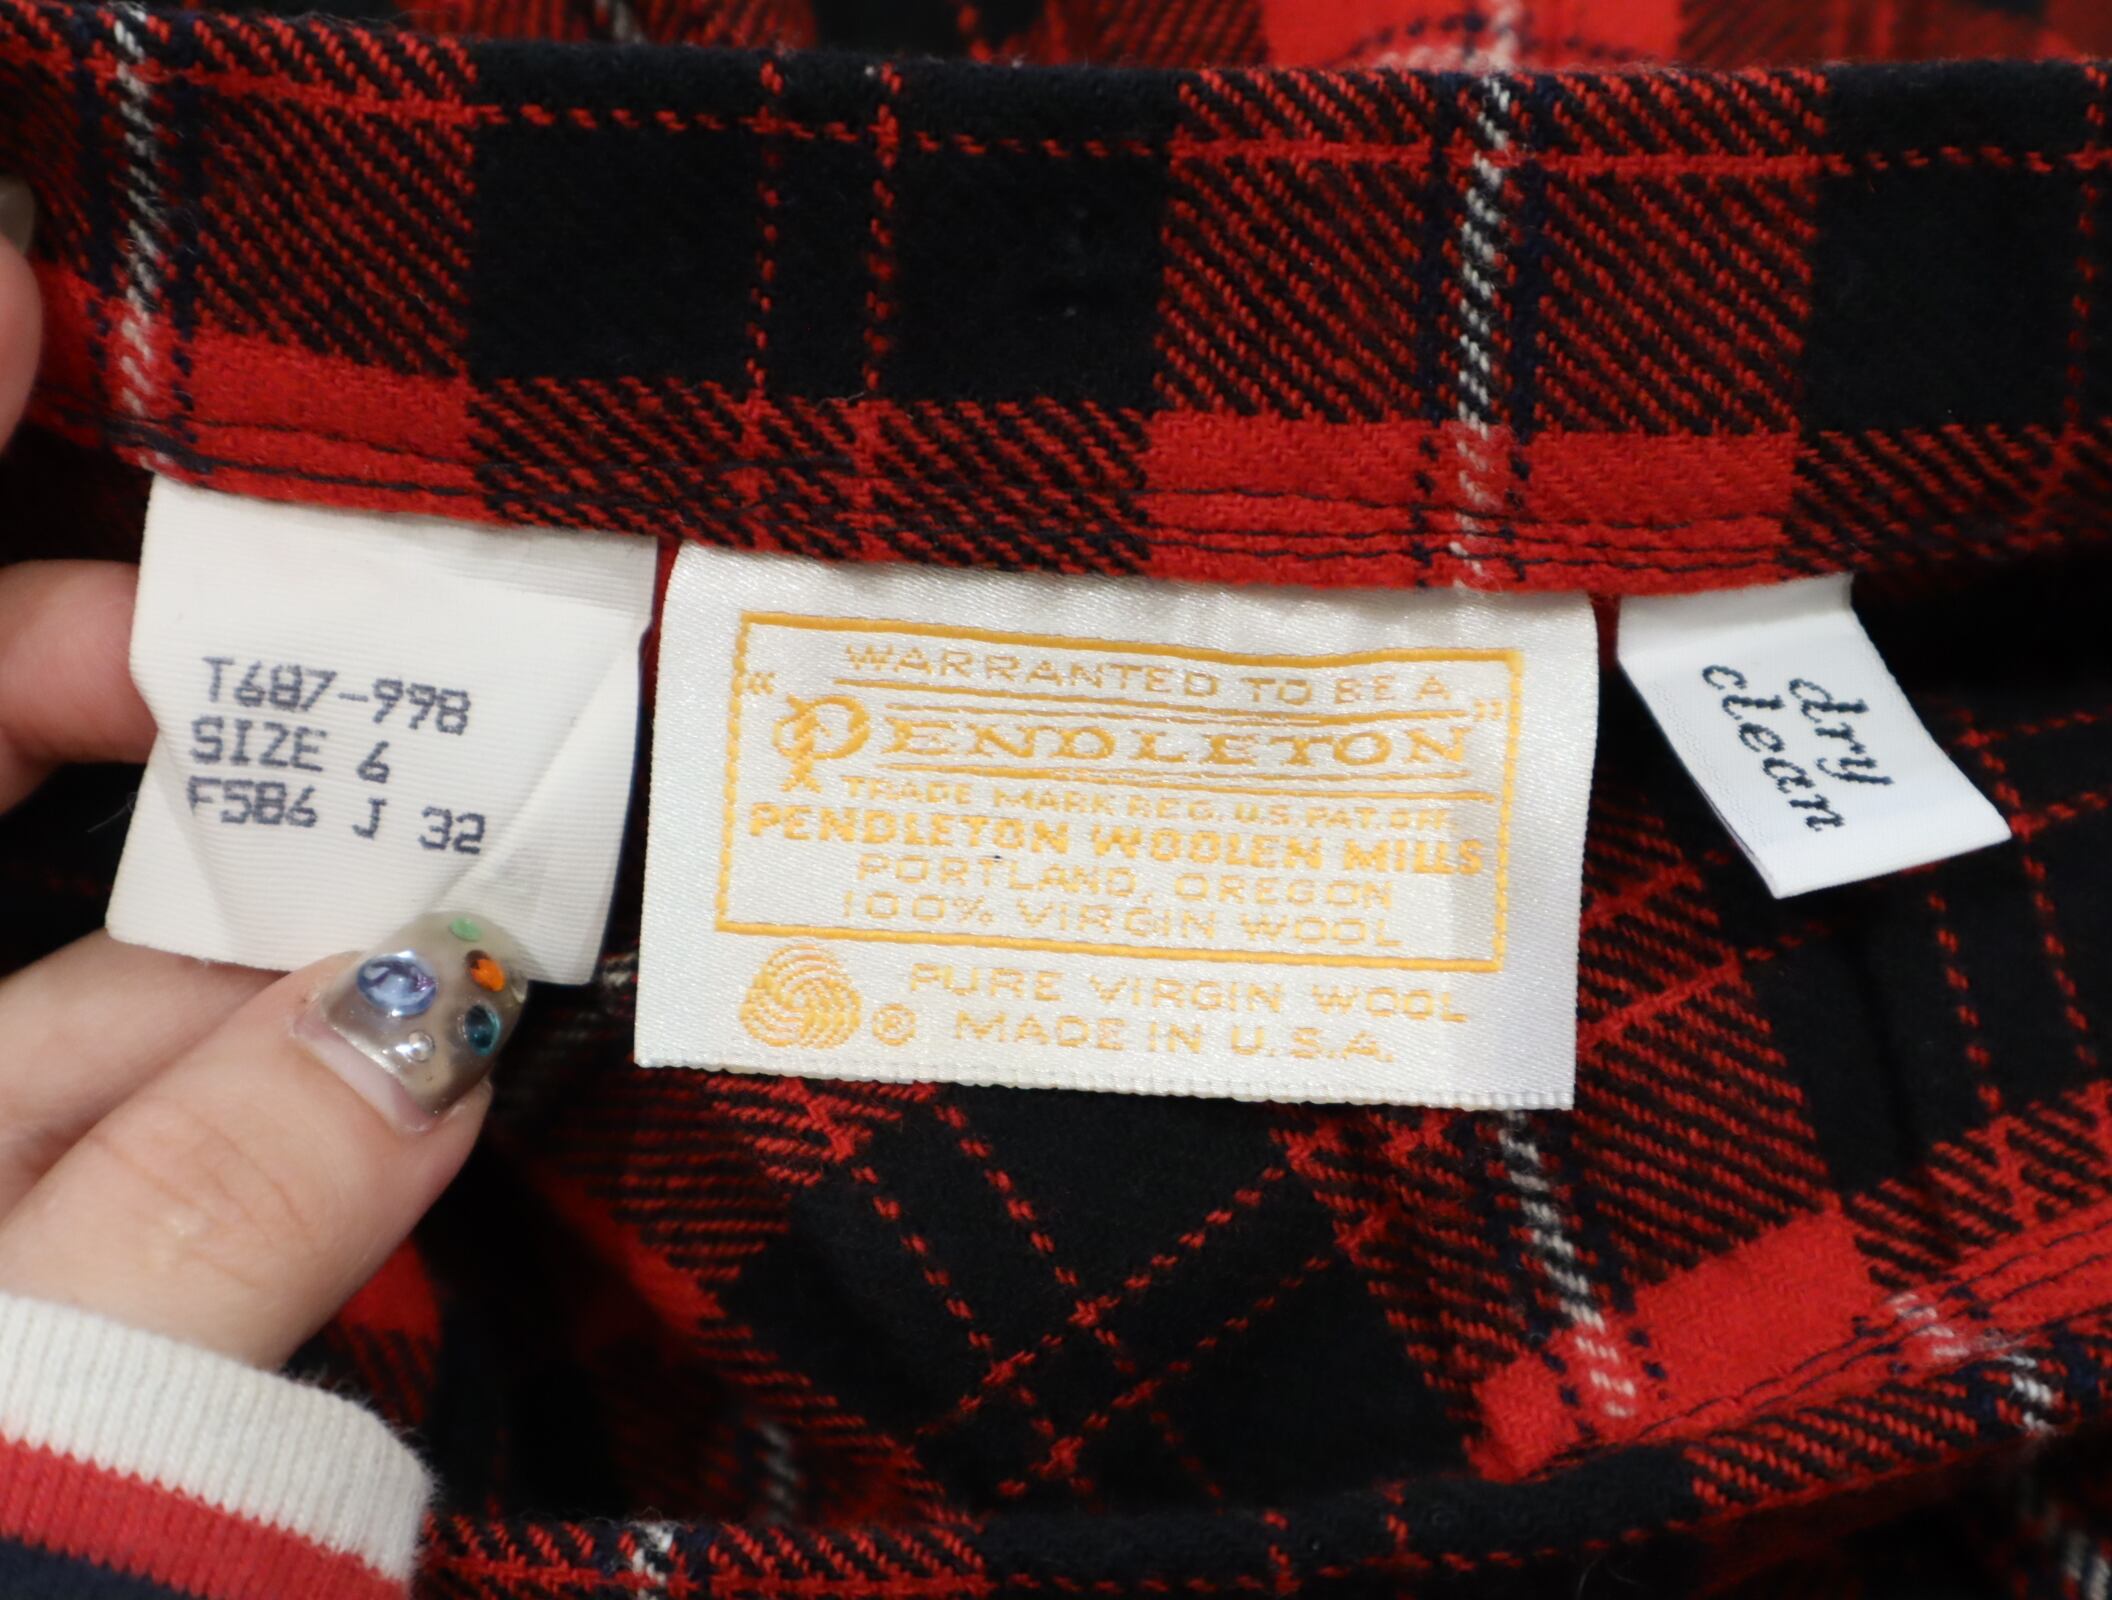 T687-998
SIZE 6
F586 J 32
WARRANTED TO BE A
"PENDLETON"
TRADE MARK REG. U.S. PAT. OFF.
PENDLETON WOOLEN MILLS
PORTLAND, OREGON
100% VIRGIN WOOL
PURE VIRGIN WOOL
® MADE IN U.S.A.
dry
clean